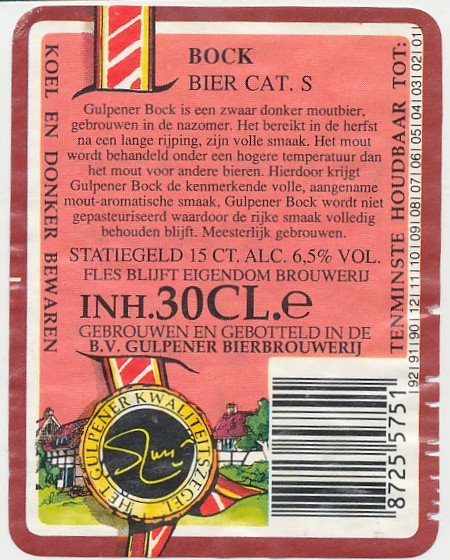 BOCK
BIER CAT. S
Gulpener Bock is een zwaar donker moutbier,
gebrouwen in de nazomer. Het bereikt in de herfst
na een lange rijping, zijn volle smaak. Het mout
wordt behandeld onder een hogere temperatuur dan
het mout voor andere bieren. Hierdoor krijgt
Gulpener Bock de kenmerkende volle, aangename
mout-aromatische smaak, Gulpener Bock wordt niet
gepasteuriseerd waardoor de rijke smaak volledig
behouden blijft. Meesterlijk gebrouwen.
STATIEGELD 15 CT. ALC. 6,5% VOL.
FLES BLIJFT EIGENDOM BROUWERIJ
INH.30CL.e
GEBROUWEN EN GEBOTTELD IN DE
B.V. GULPENER BIERBROUWERIJ
KOEL EN DONKER BEWAREN
TENMINSTE HOUDBAAR TOT:
92|91|90|12|11|10|09|08|07|06|05|04|03|02|01|
HET GULPENER KWALITEITSZEGEL
8725 5751